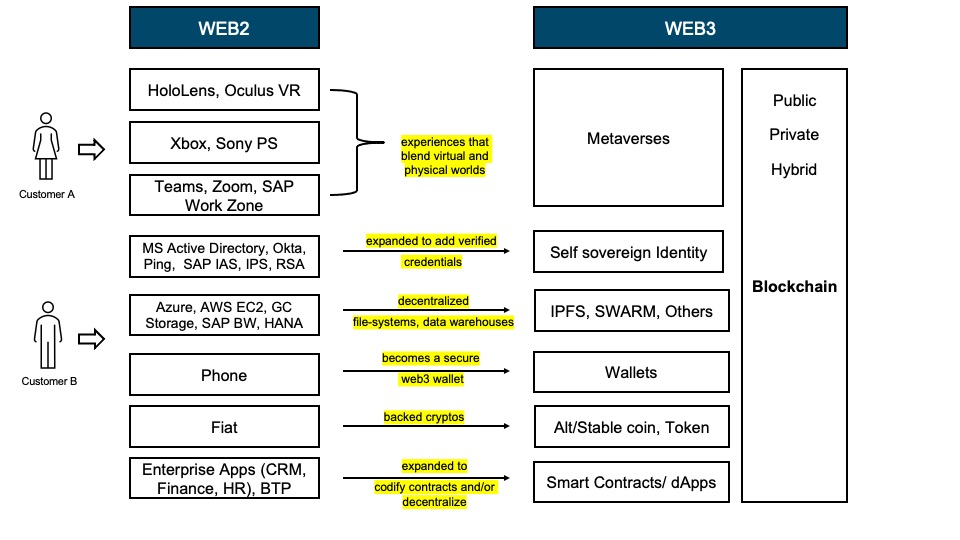 WEB2
WEB3
HoloLens, Oculus VR
Xbox, Sony PS
Teams, Zoom, SAP
Work Zone
experiences that
blend virtual and
physical worlds
Metaverses
Public
Private
Hybrid
Blockchain
Customer A
MS Active Directory, Okta,
Ping, SAP IAS, IPS, RSA
expanded to add verified
credentials
Self sovereign Identity
Azure, AWS EC2, GC
Storage, SAP BW, HANA
decentralized
file-systems, data warehouses
IPFS, SWARM, Others
Customer B
Phone
becomes a secure
web3 wallet
Wallets
Fiat
backed cryptos
Alt/Stable coin, Token
Enterprise Apps (CRM,
Finance, HR), BTP
expanded to
codify contracts and/or
decentralize
Smart Contracts/ dApps